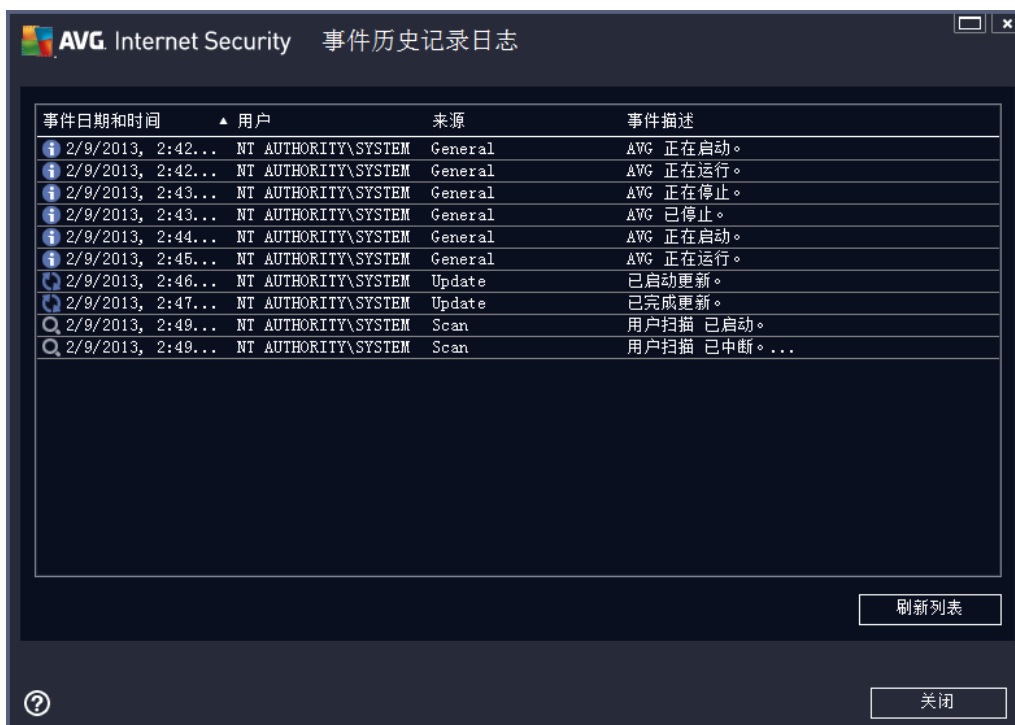 AVG. Internet Security 事件历史记录日志
事件日期和时间 用户 来源 事件描述
2/9/2013, 2:42... NT AUTHORITY\SYSTEM General AVG 正在启动。
2/9/2013, 2:42... NT AUTHORITY\SYSTEM General AVG 正在运行。
2/9/2013, 2:43... NT AUTHORITY\SYSTEM General AVG 正在停止。
2/9/2013, 2:43... NT AUTHORITY\SYSTEM General AVG 已停止。
2/9/2013, 2:44... NT AUTHORITY\SYSTEM General AVG 正在启动。
2/9/2013, 2:45... NT AUTHORITY\SYSTEM General AVG 正在运行。
2/9/2013, 2:46... NT AUTHORITY\SYSTEM Update 已启动更新。
2/9/2013, 2:47... NT AUTHORITY\SYSTEM Update 已完成更新。
2/9/2013, 2:49... NT AUTHORITY\SYSTEM Scan 用户扫描 已启动。
2/9/2013, 2:49... NT AUTHORITY\SYSTEM Scan 用户扫描 已中断。...
刷新列表
关闭